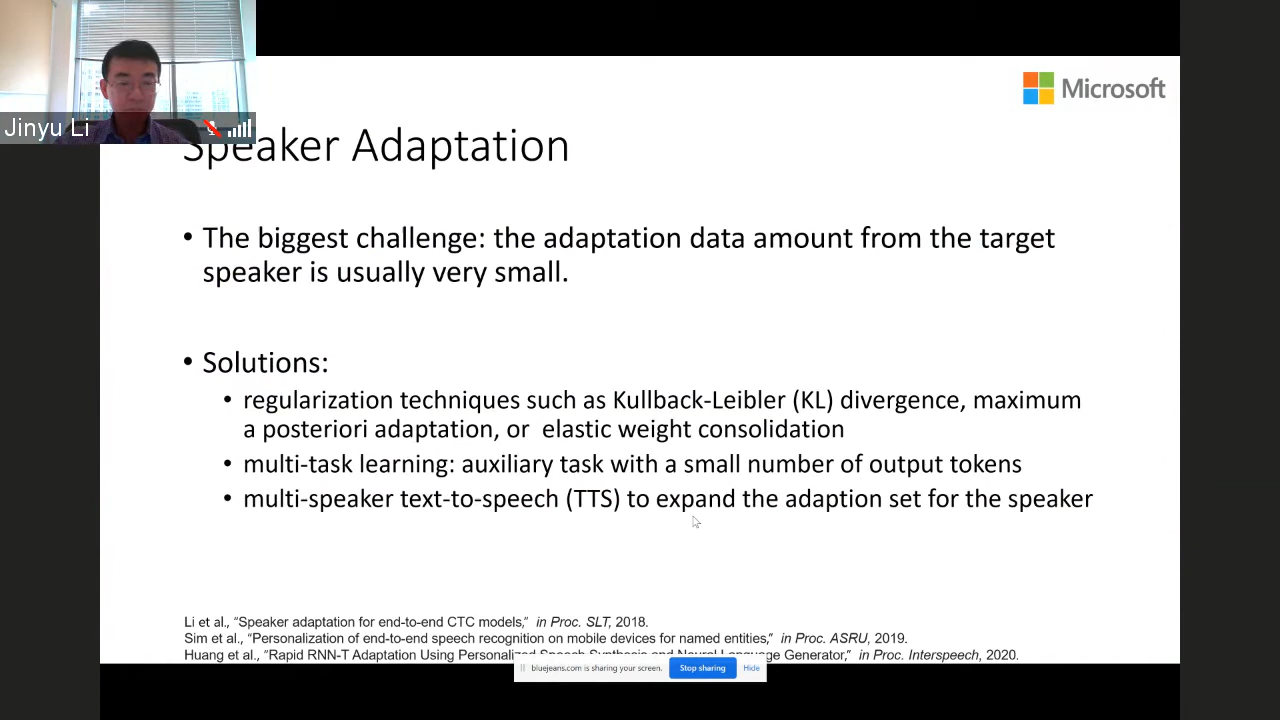 Jinyu Li
Microsoft
Speaker Adaptation
• The biggest challenge: the adaptation data amount from the target
speaker is usually very small.
• Solutions:
• regularization techniques such as Kullback-Leibler (KL) divergence, maximum
a posteriori adaptation, or elastic weight consolidation
• multi-task learning: auxiliary task with a small number of output tokens
• multi-speaker text-to-speech (TTS) to expand the adaption set for the speaker
Li et al., "Speaker adaptation for end-to-end CTC models," in Proc. SLT, 2018.
Sim et al., "Personalization of end-to-end speech recognition on mobile devices for named entities," in Proc. ASRU, 2019.
Huang et al., "Rapid RNN-T Adaptation Using Personalized Speech Synthesis and Neural Language Generator," in Proc. Interspeech, 2020.
bluejeans.com is sharing your screen. Stop sharing Hide